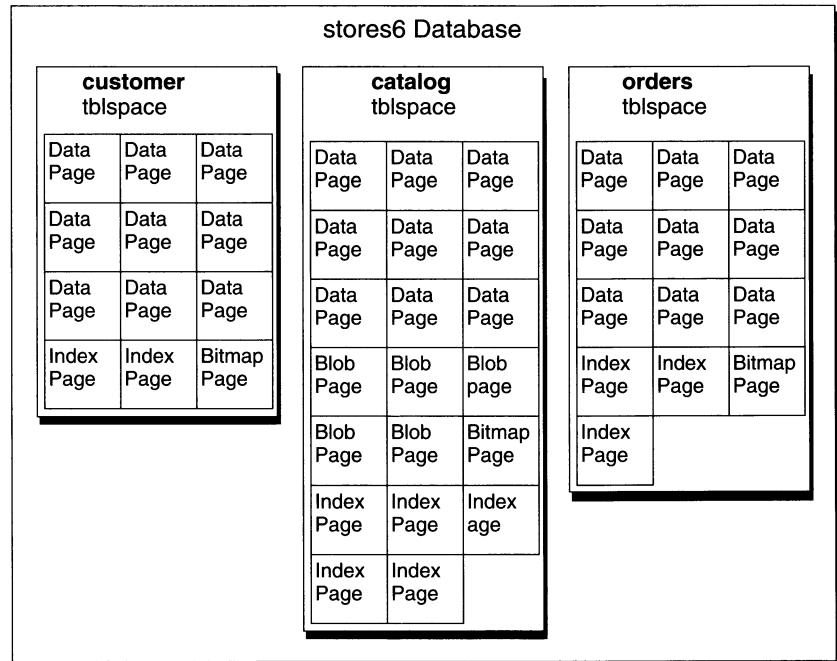 stores6 Database
customer
tblspace
Data Page Data Page Data Page
Data Page Data Page Data Page
Data Page Data Page Data Page
Index Page Index Page Bitmap Page
catalog
tblspace
Data Page Data Page Data Page
Data Page Data Page Data Page
Data Page Data Page Data Page
Blob Page Blob Page Blob page
Blob Page Blob Page Bitmap Page
Index Page Index Page Index age
Index Page Index Page
orders
tblspace
Data Page Data Page Data Page
Data Page Data Page Data Page
Data Page Data Page Data Page
Index Page Index Page Bitmap Page
Index Page